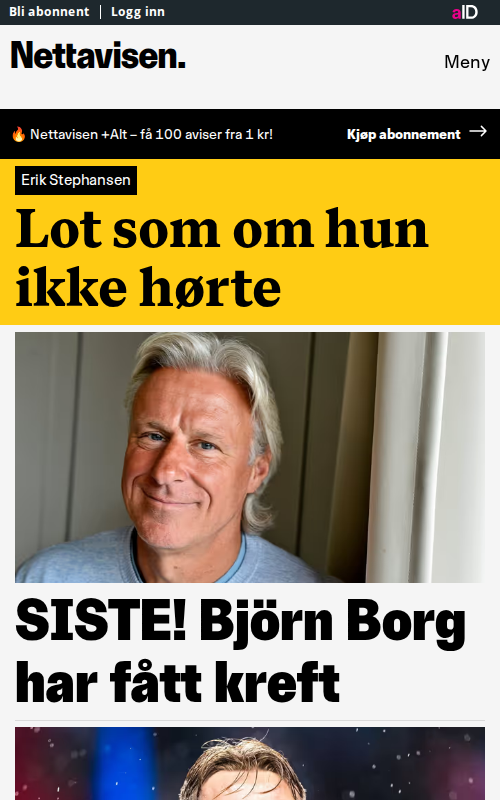 Bli abonnent
Logg inn
aID
Nettavisen.
Meny
🔥 Nettavisen +Alt – få 100 aviser fra 1 kr!
Kjøp abonnement →
Erik Stephansen
Lot som om hun
ikke hørte
SISTE! Björn Borg
har fått kreft